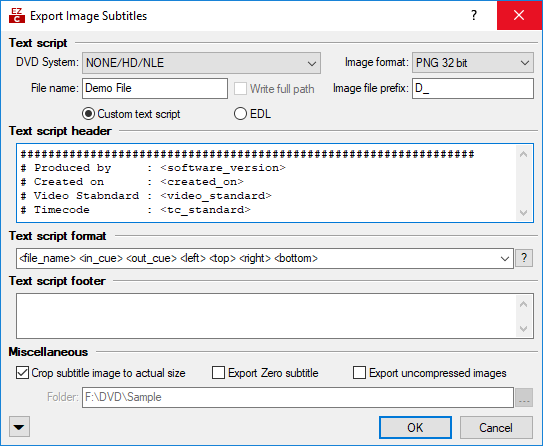 EZ C Export Image Subtitles ?
Text script
DVD System: NONE/HD/NLE Image format: PNG 32 bit
File name: Demo File Write full path Image file prefix: D_
Custom text script EDL
Text script header
######################################################################
# Produced by : <software_version>
# Created on : <created_on>
# Video Stabndard : <video_standard>
# Timecode : <tc_standard>
Text script format
<file_name> <in_cue> <out_cue> <left> <top> <right> <bottom> ?
Text script footer
Miscellaneous
Crop subtitle image to actual size Export Zero subtitle Export uncompressed images
Folder: F:\DVD\Sample ...
OK Cancel